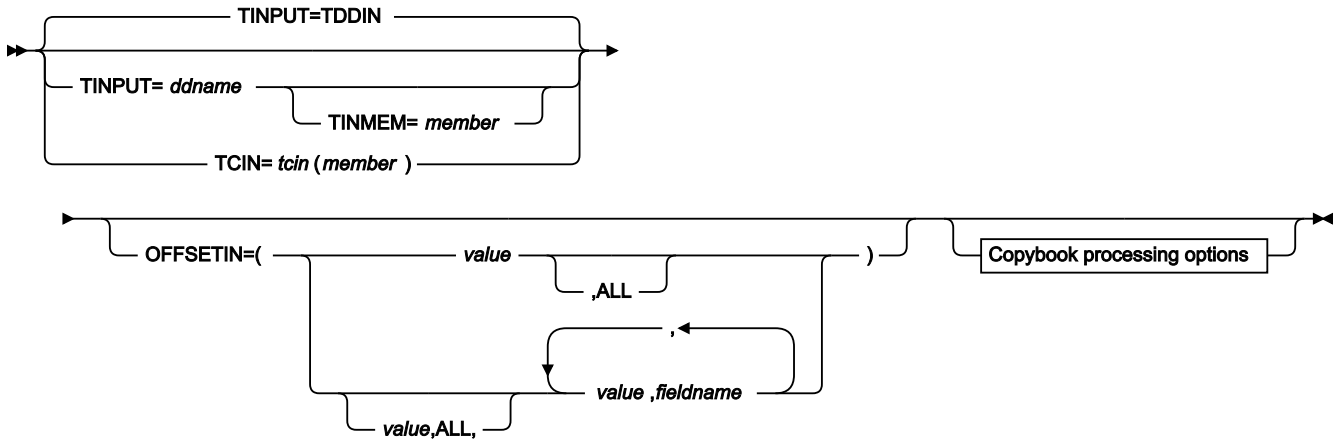 TINPUT=TDDIN
TINPUT= ddname
TINMEM= member
TCIN= tcin (member )
OFFSETIN=( value )
,ALL
Copybook processing options
,
value ,fieldname
value,ALL,